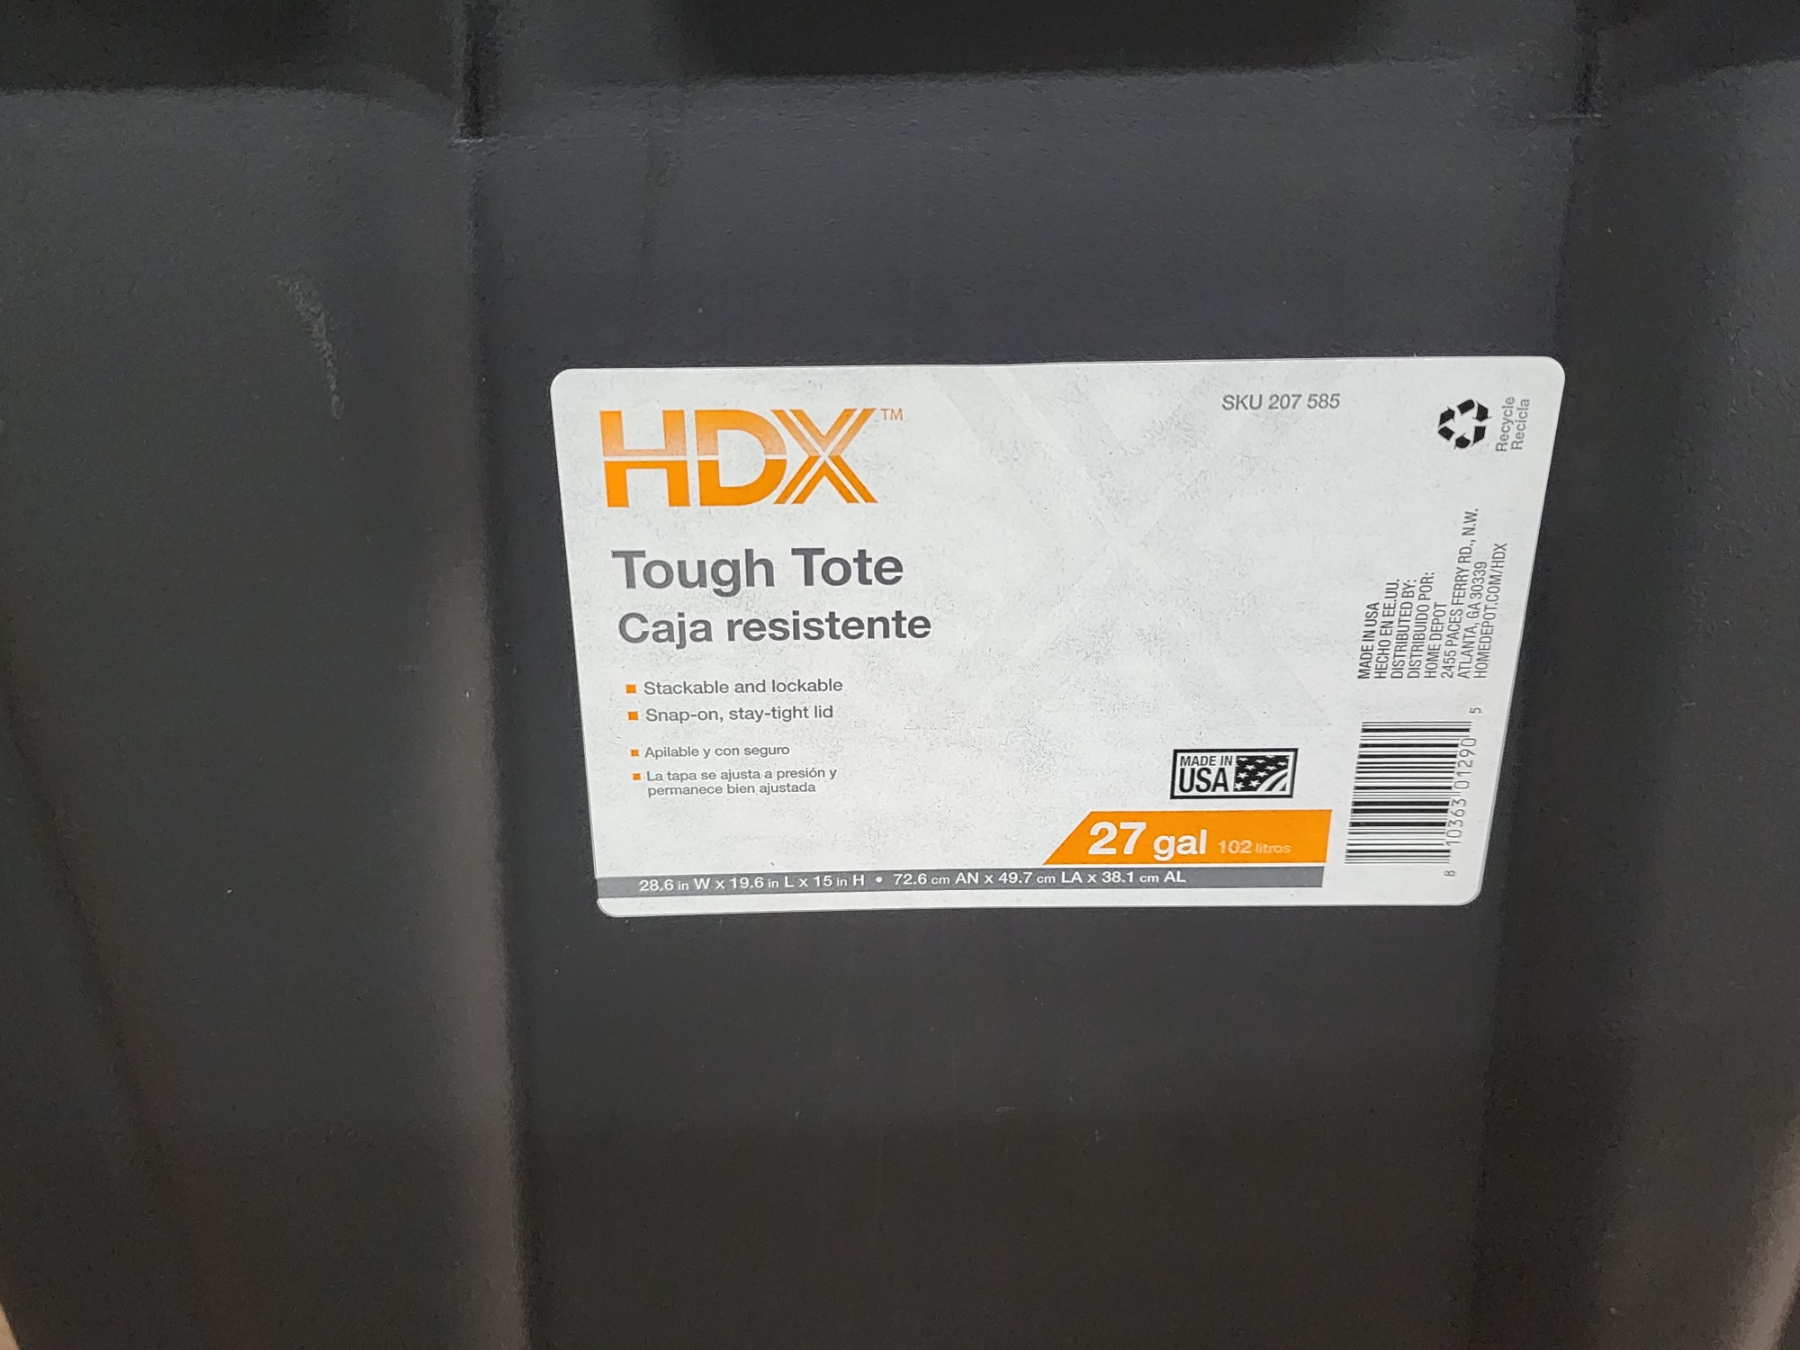 HDX™
SKU 207 585
Recycle
Recicla
Tough Tote
Caja resistente
Stackable and lockable
Snap-on, stay-tight lid
Apilable y con seguro
La tapa se ajusta a presión y
permanece bien ajustada
MADE IN
USA
27 gal 102 litros
28.6 in W x 19.6 in L x 15 in H • 72.6 cm AN x 49.7 cm LA x 38.1 cm AL
MADE IN USA
HECHO EN EE.UU.
DISTRIBUTED BY:
DISTRIBUIDO POR:
HOME DEPOT
2455 PACES FERRY RD., N.W.
ATLANTA, GA 30339
HOMEDEPOT.COM/HDX
8 10363 01290 5